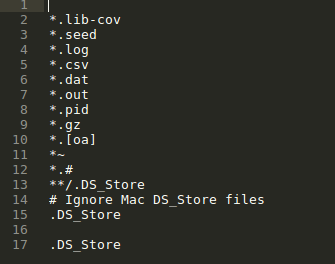 1
2 *.lib-cov
3 *.seed
4 *.log
5 *.csv
6 *.dat
7 *.out
8 *.pid
9 *.gz
10 *.[oa]
11 *~
12 *.#
13 **/.DS_Store
14 # Ignore Mac DS_Store files
15 .DS_Store
16
17 .DS_Store